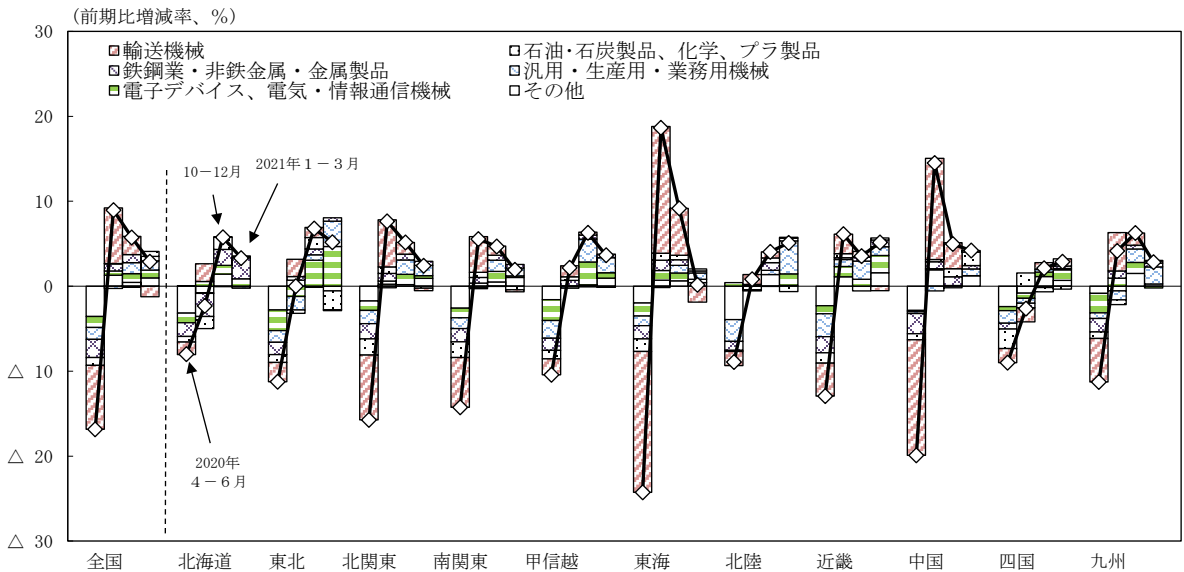 (前期比増減率、%)
30
20
10
0
△ 10
△ 20
△ 30
輸送機械
石油・石炭製品、化学、プラ製品
鉄鋼業・非鉄金属・金属製品
汎用・生産用・業務用機械
電子デバイス、電気・情報通信機械
その他
10－12月
2021年1－3月
2020年
4－6月
全国 北海道 東北 北関東 南関東 甲信越 東海 北陸 近畿 中国 四国 九州